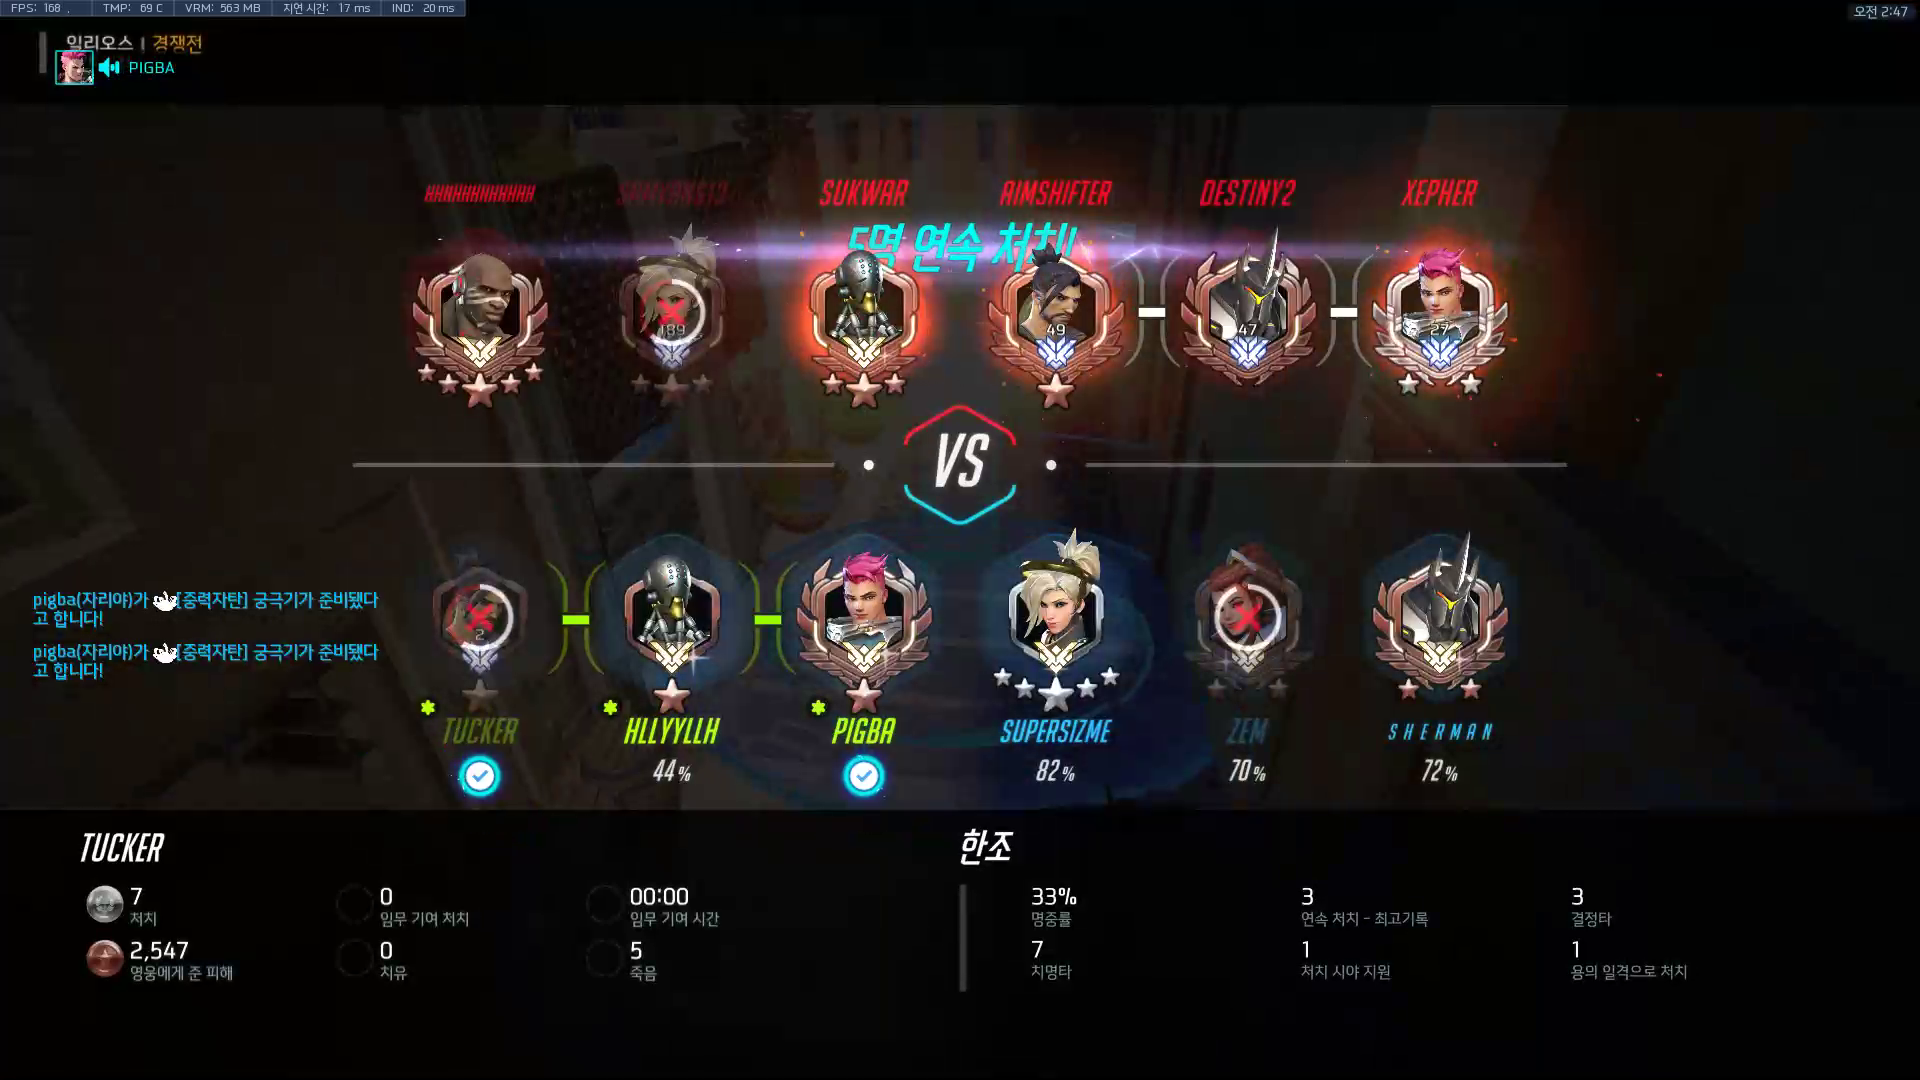 FPS: 168 . TMP: 69 C VRM: 563 MB 지연 시간: 17 ms IND: 20 ms
오전 2:47
일리오스 | 경쟁전
PIGBA
SUKWAR AIMSHIFTER DESTINY2 XEPHER
5명 연속 처치!
189 49 47 27
VS
pigba(자리야)가 [중력자탄] 궁극기가 준비됐다
고 합니다!
pigba(자리야)가 [중력자탄] 궁극기가 준비됐다
고 합니다!
2
TUCKER HLLYYLLH PIGBA SUPERSIZME ZEM SHERMAN
44% 82% 70% 72%
TUCKER 한조
7 0 00:00 33% 3 3
처치 임무 기여 처치 임무 기여 시간 명중률 연속 처치 - 최고기록 결정타
2,547 0 5 7 1 1
영웅에게 준 피해 치유 죽음 치명타 처치 시야 지원 용의 일격으로 처치